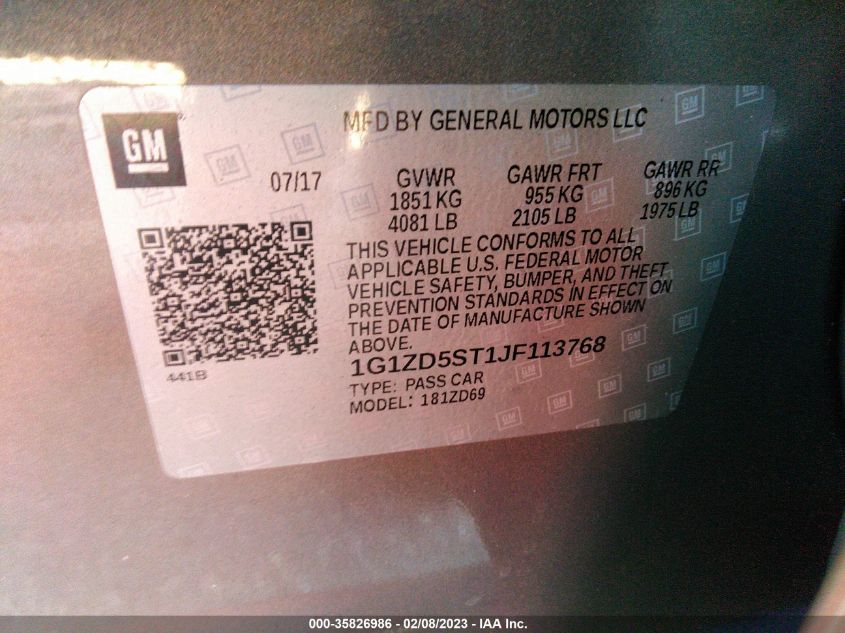 GM
MFD BY GENERAL MOTORS LLC
07/17
GVWR
1851 KG
4081 LB
GAWR FRT
955 KG
2105 LB
GAWR RR
896 KG
1975 LB
THIS VEHICLE CONFORMS TO ALL
APPLICABLE U.S. FEDERAL MOTOR
VEHICLE SAFETY, BUMPER, AND THEFT
PREVENTION STANDARDS IN EFFECT ON
THE DATE OF MANUFACTURE SHOWN
ABOVE.
441B
1G1ZD5ST1JF113768
TYPE: PASS CAR
MODEL: 181ZD69
000-35826986 - 02/08/2023 - IAA Inc.